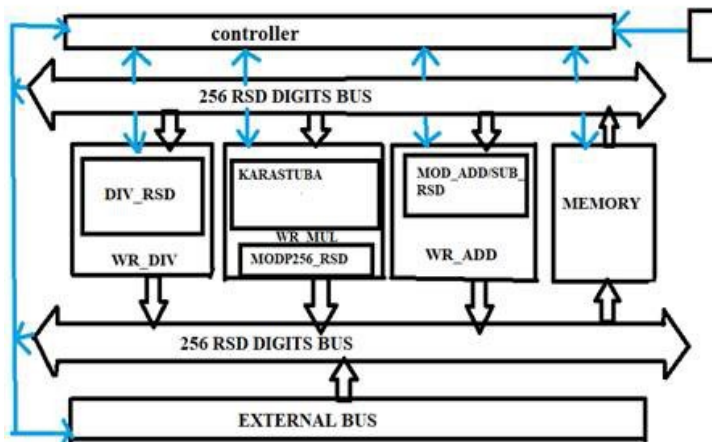 controller
256 RSD DIGITS BUS
DIV_RSD
WR_DIV
KARASTUBA
WR_MUL
MODP256_RSD
MOD_ADD/SUB_
RSD
WR_ADD
MEMORY
256 RSD DIGITS BUS
EXTERNAL BUS